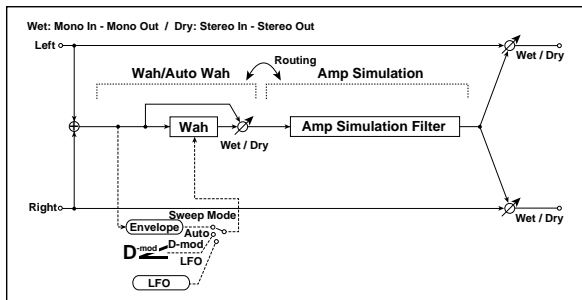 Wet: Mono In - Mono Out / Dry: Stereo In - Stereo Out
Left
Wet / Dry
Routing
Wah/Auto Wah
Amp Simulation
Wah
Amp Simulation Filter
Wet / Dry
Right
Wet / Dry
Sweep Mode
Envelope
Auto
D-mod
D-mod
LFO
LFO